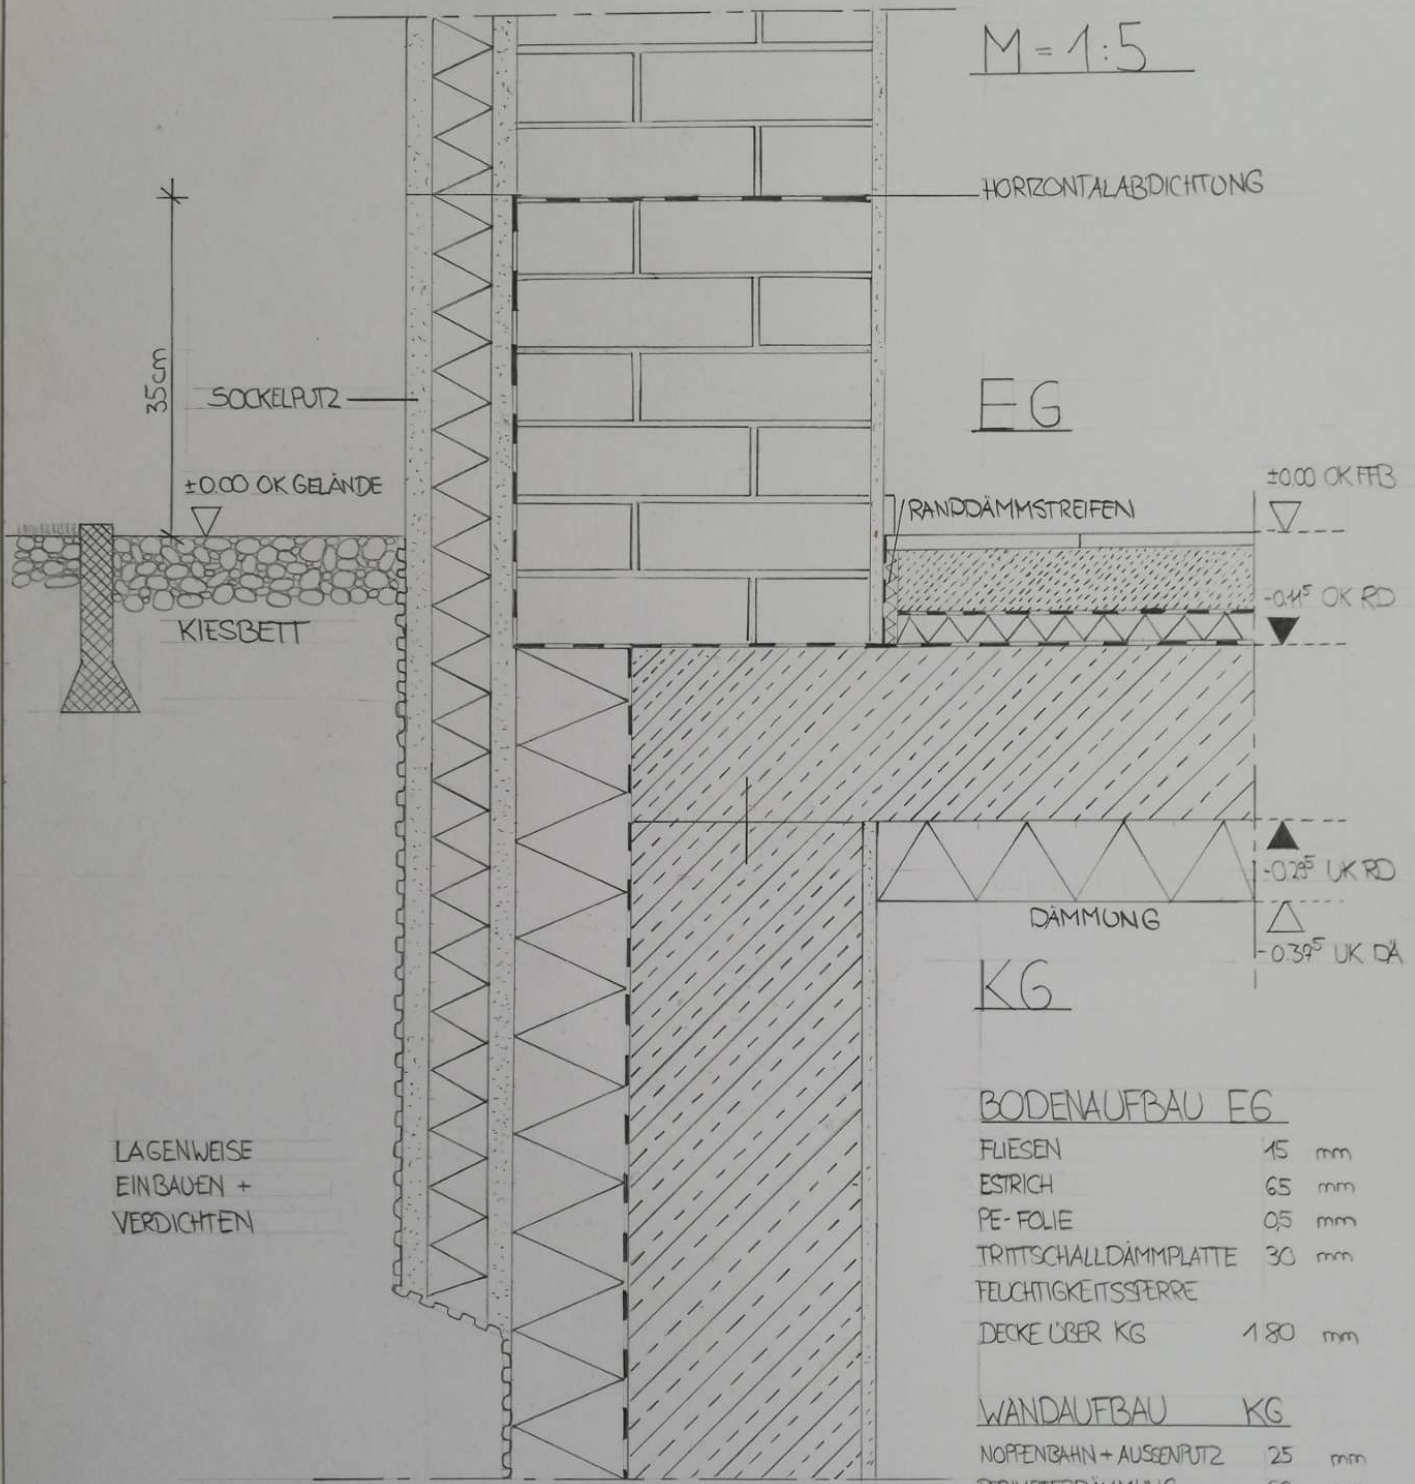 M = 1:5
HORIZONTALABDICHTUNG
35cm
SOCKELPUTZ
EG
±0.00 OK GELÄNDE
±0.00 OK FFB
RANDDÄMMSTREIFEN
-0.11⁵ OK RD
KIESBETT
-0.29⁵ UK RD
DÄMMUNG
-0.37⁵ UK DÄ
KG
LAGENWEISE
EINBAUEN +
VERDICHTEN
BODENAUFBAU EG
FLIESEN 15 mm
ESTRICH 65 mm
PE-FOLIE 0,5 mm
TRITTSCHALLDÄMMPLATTE 30 mm
FEUCHTIGKEITSSPERRE
DECKE ÜBER KG 180 mm
WANDAUFBAU KG
NOPPENBAHN + AUSSENPUTZ 25 mm